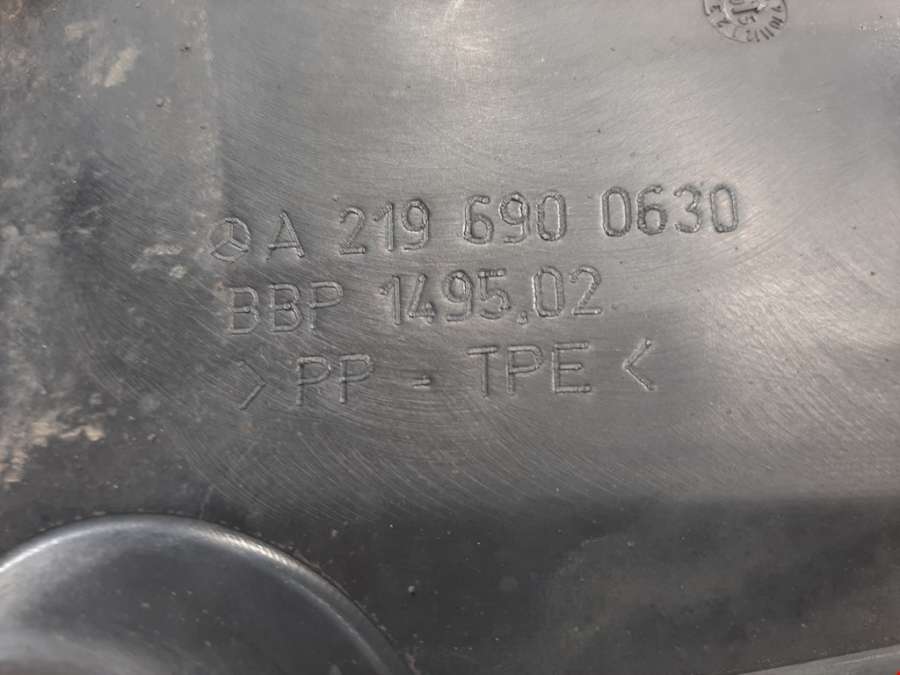 A 219 690 0630
BBP 1495.02
>PP - TPE<